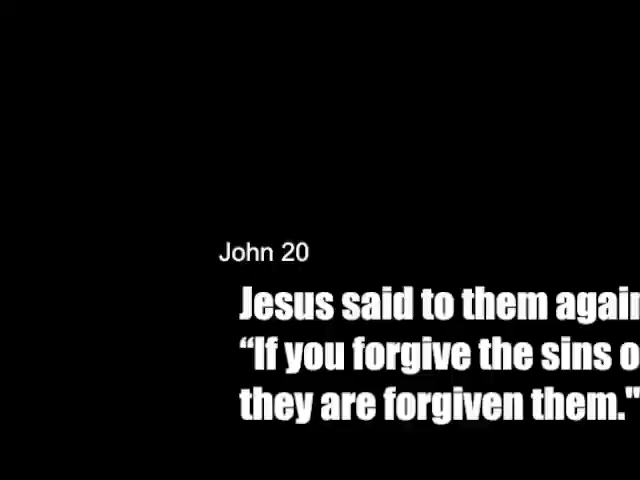 John 20
Jesus said to them again
“If you forgive the sins o
they are forgiven them."